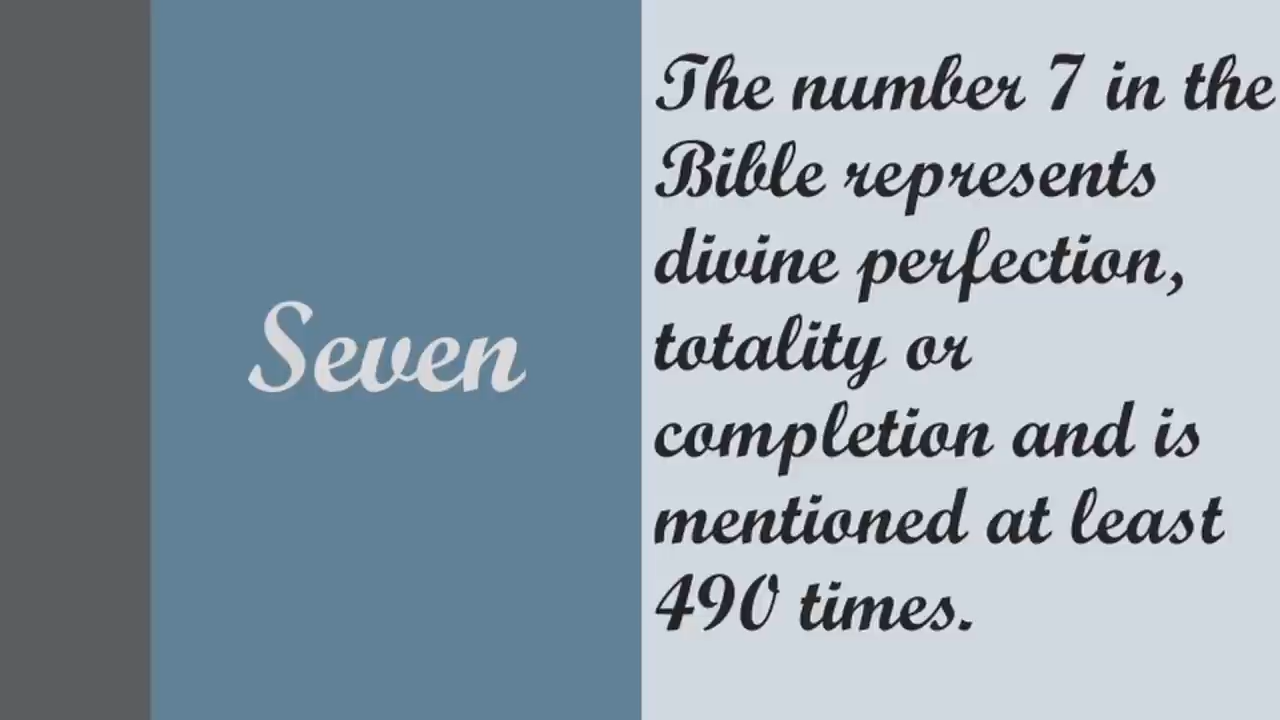 Seven
The number 7 in the
Bible represents
divine perfection,
totality or
completion and is
mentioned at least
490 times.